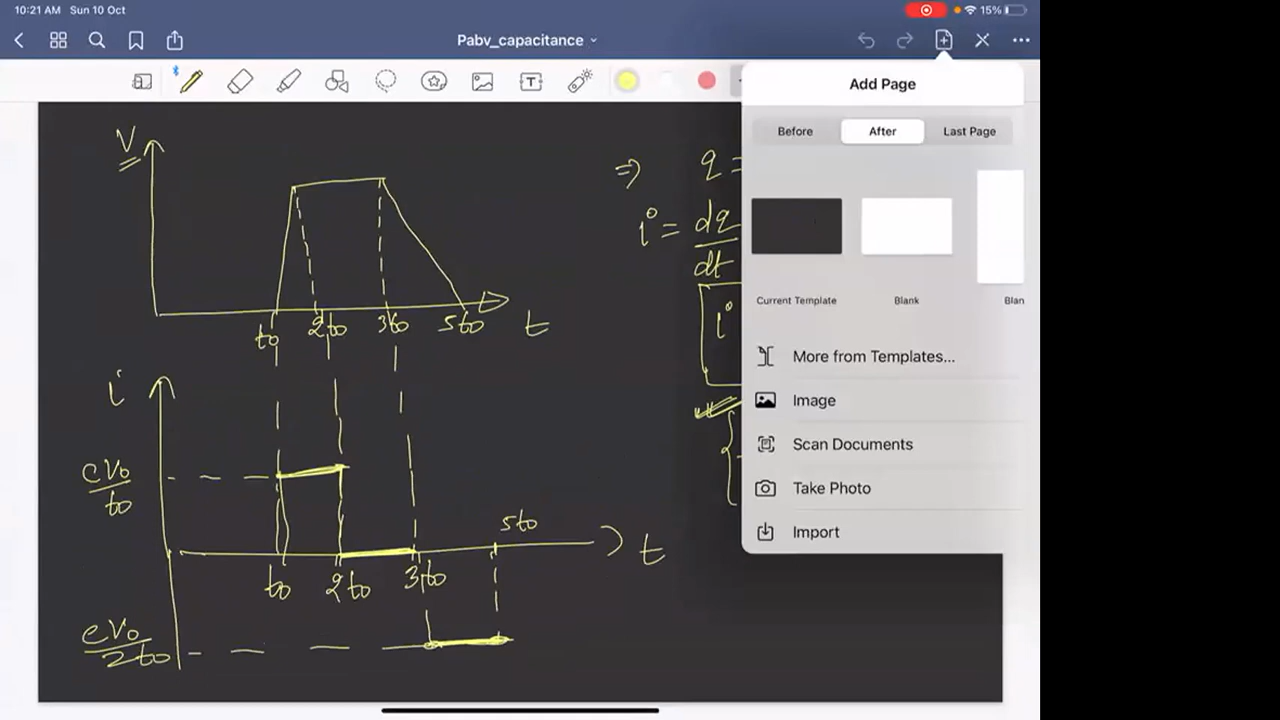 10:21 AM Sun 10 Oct
15%
Pabv_capacitance
Add Page
Before After Last Page
Current Template Blank Blan
More from Templates...
Image
Scan Documents
Take Photo
Import
V
t0 2t0 3t0 5t0 t
⇒ q =
i = dq/dt
i
i
cv0/t0
5t0
t0 2t0 3t0 t
cv0/2t0